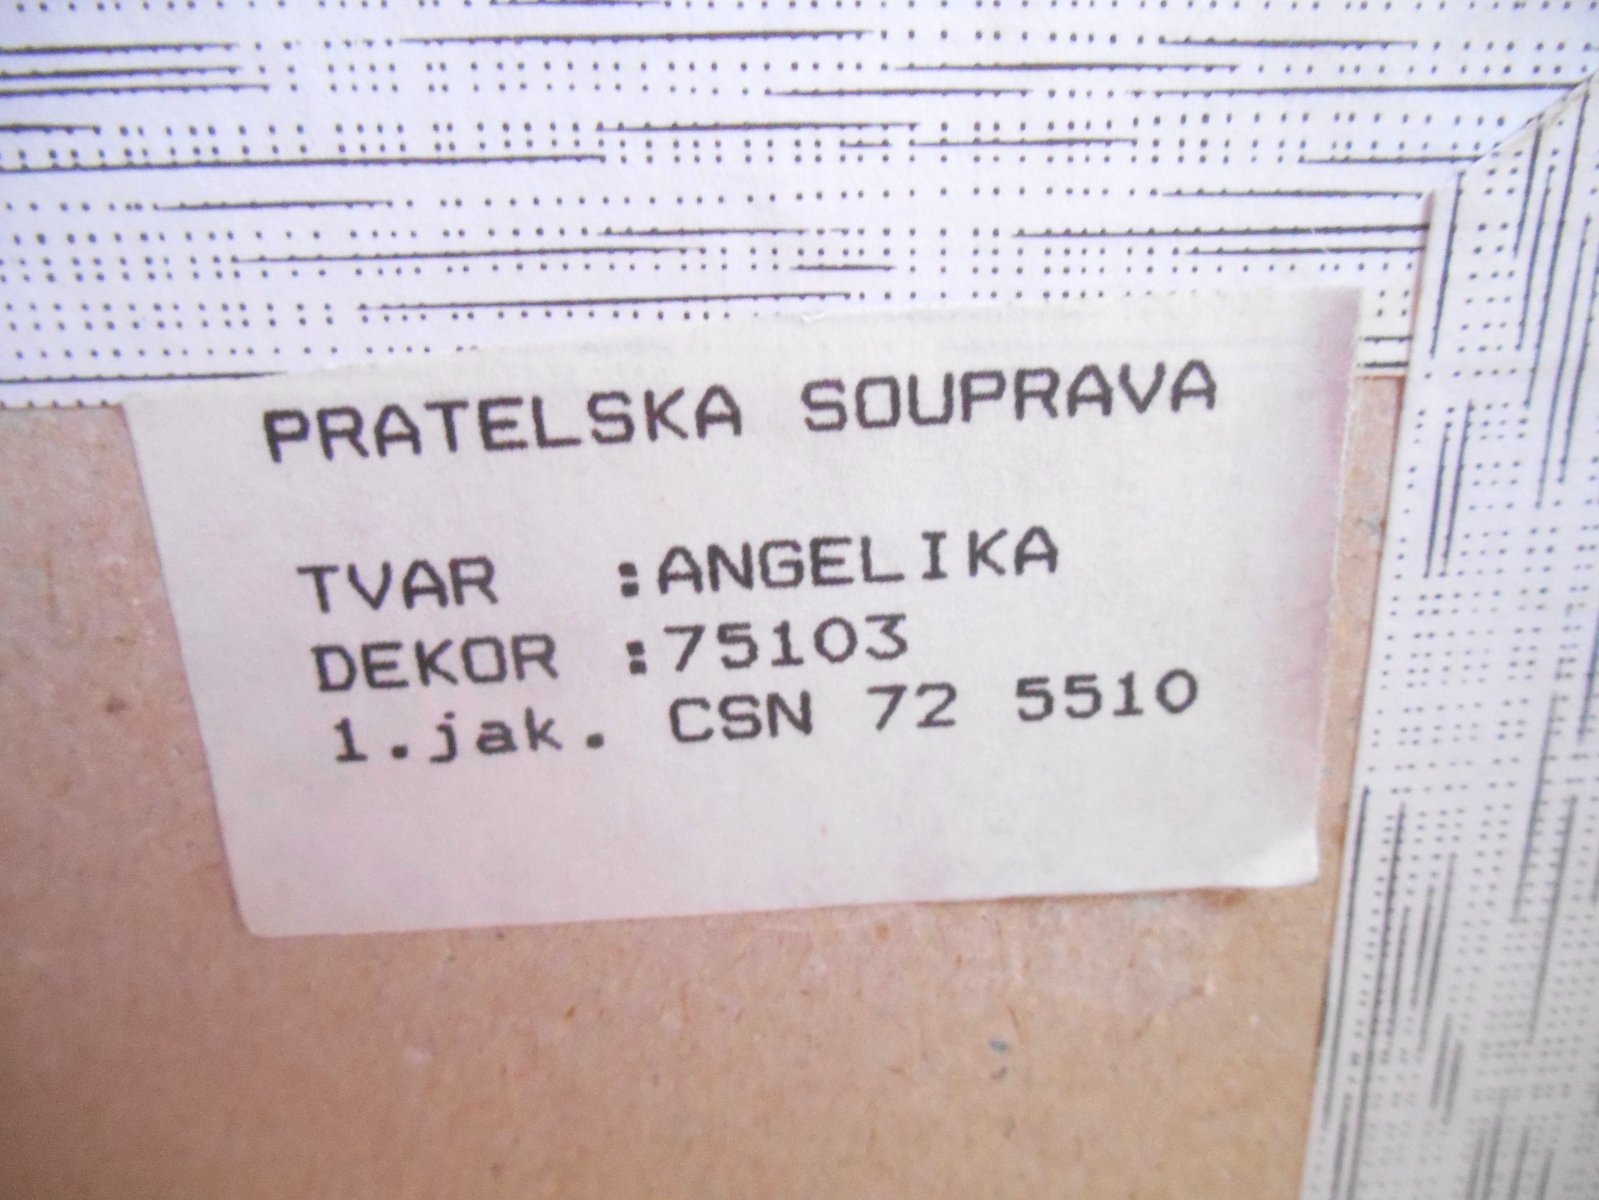 PRATELSKA SOUPRAVA
TVAR :ANGELIKA
DEKOR :75103
1.jak. CSN 72 5510